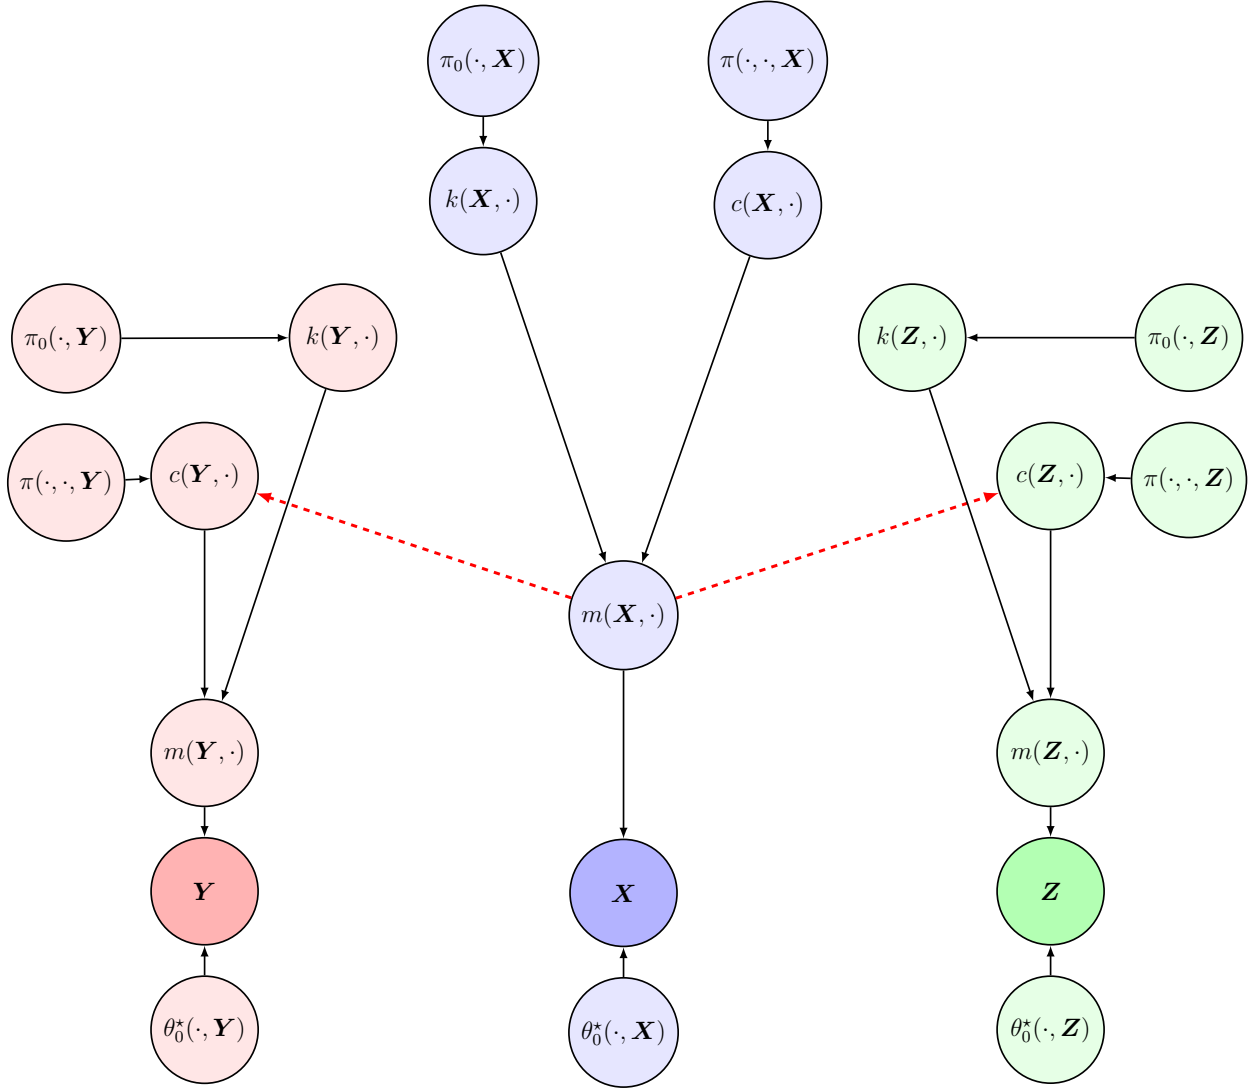 π₀(·, X)
π(·, ·, X)
k(X, ·)
c(X, ·)
π₀(·, Y)
k(Y, ·)
k(Z, ·)
π₀(·, Z)
π(·, ·, Y)
c(Y, ·)
c(Z, ·)
π(·, ·, Z)
m(X, ·)
m(Y, ·)
m(Z, ·)
Y
X
Z
θ₀⋆(·, Y)
θ₀⋆(·, X)
θ₀⋆(·, Z)